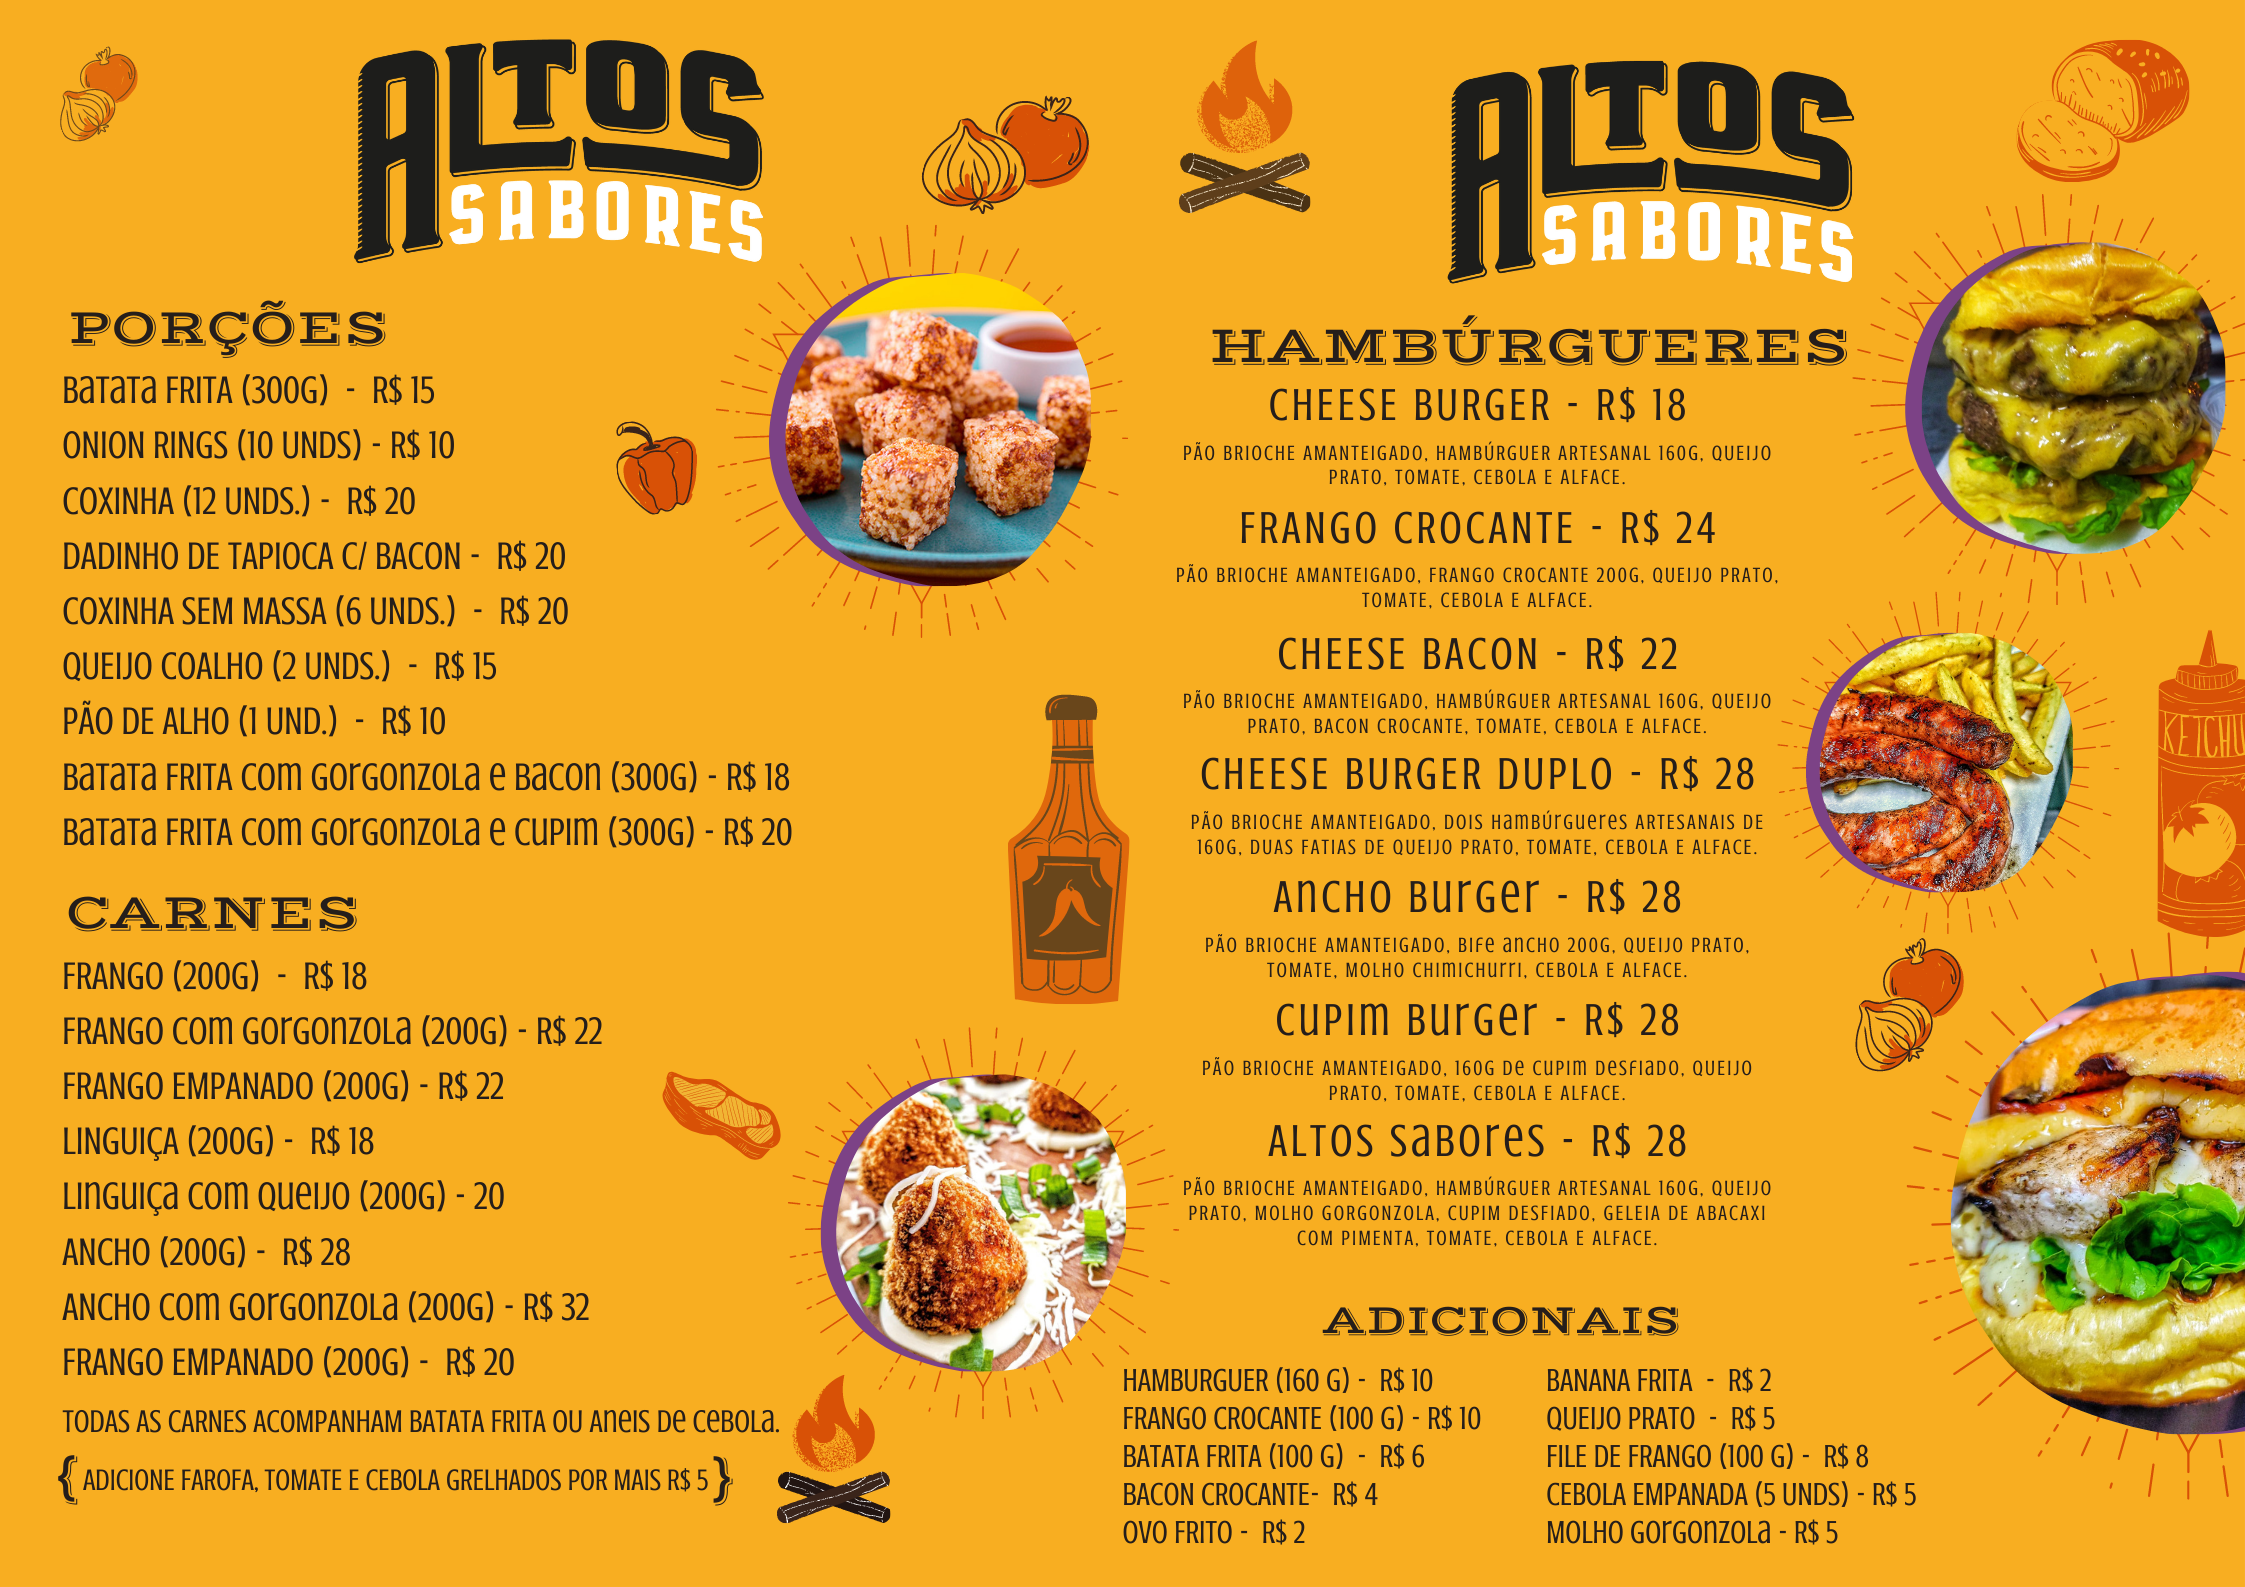 ALTOS
SABORES
PORÇÕES
BATATA FRITA (300G) - R$ 15
ONION RINGS (10 UNDS) - R$ 10
COXINHA (12 UNDS.) - R$ 20
DADINHO DE TAPIOCA C/ BACON - R$ 20
COXINHA SEM MASSA (6 UNDS.) - R$ 20
QUEIJO COALHO (2 UNDS.) - R$ 15
PÃO DE ALHO (1 UND.) - R$ 10
BATATA FRITA COM GORGONZOLA E BACON (300G) - R$ 18
BATATA FRITA COM GORGONZOLA E CUPIM (300G) - R$ 20
CARNES
FRANGO (200G) - R$ 18
FRANGO COM GORGONZOLA (200G) - R$ 22
FRANGO EMPANADO (200G) - R$ 22
LINGUIÇA (200G) - R$ 18
LINGUIÇA COM QUEIJO (200G) - 20
ANCHO (200G) - R$ 28
ANCHO COM GORGONZOLA (200G) - R$ 32
FRANGO EMPANADO (200G) - R$ 20
TODAS AS CARNES ACOMPANHAM BATATA FRITA OU ANEIS DE CEBOLA.
{ADICIONE FAROFA, TOMATE E CEBOLA GRELHADOS POR MAIS R$ 5}
ALTOS
SABORES
HAMBÚRGUERES
CHEESE BURGER - R$ 18
PÃO BRIOCHE AMANTEIGADO, HAMBÚRGUER ARTESANAL 160G, QUEIJO
PRATO, TOMATE, CEBOLA E ALFACE.
FRANGO CROCANTE - R$ 24
PÃO BRIOCHE AMANTEIGADO, FRANGO CROCANTE 200G, QUEIJO PRATO,
TOMATE, CEBOLA E ALFACE.
CHEESE BACON - R$ 22
PÃO BRIOCHE AMANTEIGADO, HAMBÚRGUER ARTESANAL 160G, QUEIJO
PRATO, BACON CROCANTE, TOMATE, CEBOLA E ALFACE.
CHEESE BURGER DUPLO - R$ 28
PÃO BRIOCHE AMANTEIGADO, DOIS HAMBÚRGUERES ARTESANAIS DE
160G, DUAS FATIAS DE QUEIJO PRATO, TOMATE, CEBOLA E ALFACE.
ANCHO BURGER - R$ 28
PÃO BRIOCHE AMANTEIGADO, BIFE ANCHO 200G, QUEIJO PRATO,
TOMATE, MOLHO CHIMICHURRI, CEBOLA E ALFACE.
CUPIM BURGER - R$ 28
PÃO BRIOCHE AMANTEIGADO, 160G DE CUPIM DESFIADO, QUEIJO
PRATO, TOMATE, CEBOLA E ALFACE.
ALTOS SABORES - R$ 28
PÃO BRIOCHE AMANTEIGADO, HAMBÚRGUER ARTESANAL 160G, QUEIJO
PRATO, MOLHO GORGONZOLA, CUPIM DESFIADO, GELEIA DE ABACAXI
COM PIMENTA, TOMATE, CEBOLA E ALFACE.
KETCHU
ADICIONAIS
HAMBURGUER (160 G) - R$ 10
FRANGO CROCANTE (100 G) - R$ 10
BATATA FRITA (100 G) - R$ 6
BACON CROCANTE- R$ 4
OVO FRITO - R$ 2
BANANA FRITA - R$ 2
QUEIJO PRATO - R$ 5
FILE DE FRANGO (100 G) - R$ 8
CEBOLA EMPANADA (5 UNDS) - R$ 5
MOLHO GORGONZOLA - R$ 5